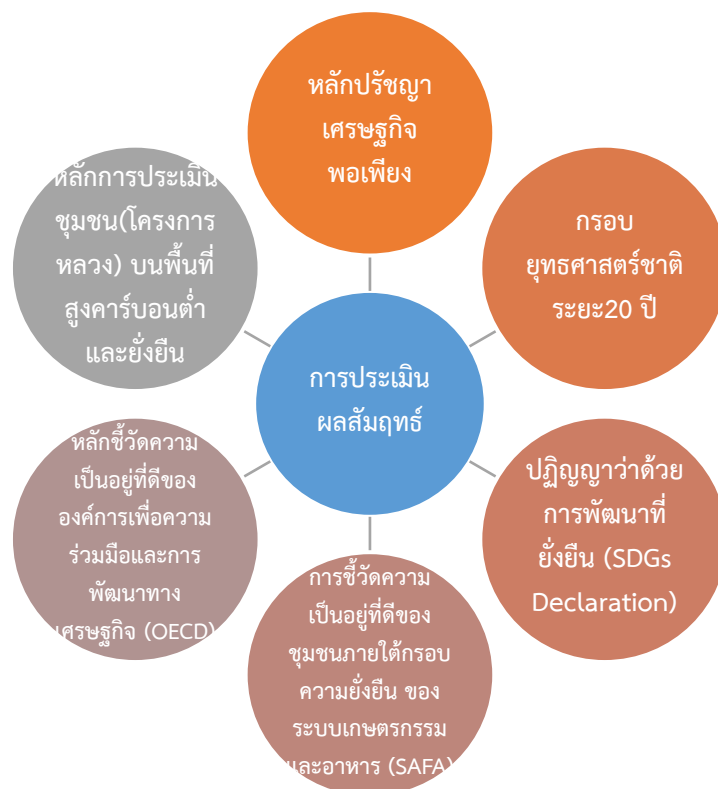 หลักปรัชญา
เศรษฐกิจ
พอเพียง
กรอบ
ยุทธศาสตร์ชาติ
ระยะ20 ปี
ปฏิญญาว่าด้วย
การพัฒนาที่
ยั่งยืน (SDGs
Declaration)
การชี้วัดความ
เป็นอยู่ที่ดีของ
ชุมชนภายใต้กรอบ
ความยั่งยืน ของ
ระบบเกษตรกรรม
และอาหาร (SAFA)
หลักชี้วัดความ
เป็นอยู่ที่ดีของ
องค์การเพื่อความ
ร่วมมือและการ
พัฒนาทาง
เศรษฐกิจ (OECD)
หลักการประเมิน
ชุมชน(โครงการ
หลวง) บนพื้นที่
สูงคาร์บอนต่ำ
และยั่งยืน
การประเมิน
ผลสัมฤทธ์